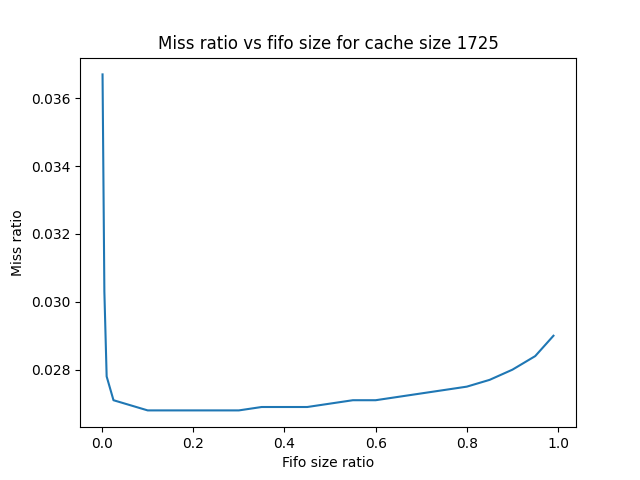 Miss ratio vs fifo size for cache size 1725
0.036
0.034
0.032
0.030
0.028
Miss ratio
0.0 0.2 0.4 0.6 0.8 1.0
Fifo size ratio